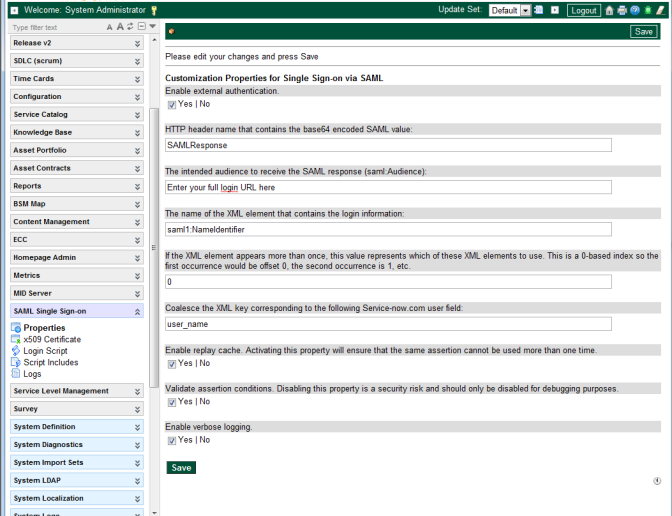 Welcome: System Administrator
Update Set: Default Logout
Type filter text A A
Save
Release v2
SDLC (scrum)
Time Cards
Configuration
Service Catalog
Knowledge Base
Asset Portfolio
Asset Contracts
Reports
BSM Map
Content Management
ECC
Homepage Admin
Metrics
MID Server
SAML Single Sign-on
Properties
x509 Certificate
Login Script
Script Includes
Logs
Service Level Management
Survey
System Definition
System Diagnostics
System Import Sets
System LDAP
System Localization
System Logs
Please edit your changes and press Save
Customization Properties for Single Sign-on via SAML
Enable external authentication.
Yes | No
HTTP header name that contains the base64 encoded SAML value:
SAMLResponse
The intended audience to receive the SAML response (saml:Audience):
Enter your full login URL here
The name of the XML element that contains the login information:
saml1:NameIdentifier
If the XML element appears more than once, this value represents which of these XML elements to use. This is a 0-based index so the
first occurrence would be offset 0, the second occurrence is 1, etc.
0
Coalesce the XML key corresponding to the following Service-now.com user field:
user_name
Enable replay cache. Activating this property will ensure that the same assertion cannot be used more than one time.
Yes | No
Validate assertion conditions. Disabling this property is a security risk and should only be disabled for debugging purposes.
Yes | No
Enable verbose logging.
Yes | No
Save